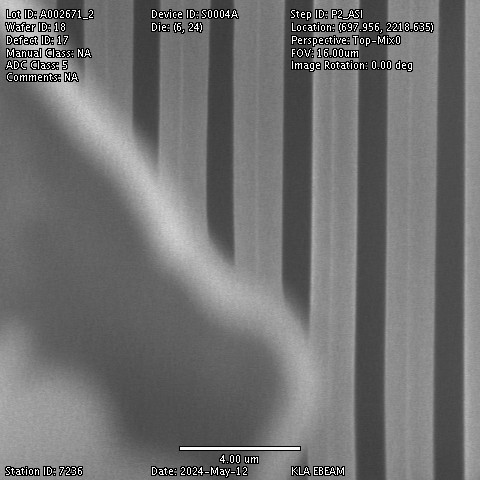 Lot ID: A002671_2 Device ID: S0004A Step ID: P2_ASI
Wafer ID: 18 Die: (6, 24) Location: (697.956, 2218.635)
Defect ID: 17 Perspective: Top-Mix0
Manual Class: NA FOV: 16.00um
ADC Class: 5 Image Rotation: 0.00 deg
Comments: NA
4.00 um
Station ID: 7236 Date: 2024-May-12 KLA EBEAM